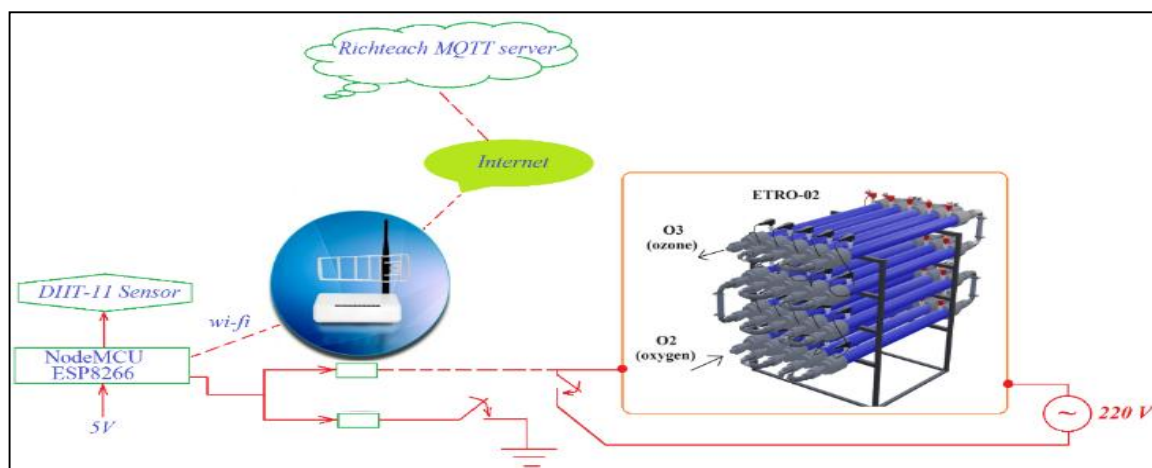 Richteach MQTT server
Internet
ETRO-02
O3
(ozone)
DHT-11 Sensor
wi-fi
NodeMCU
ESP8266
O2
(oxygen)
5V
~
220 V